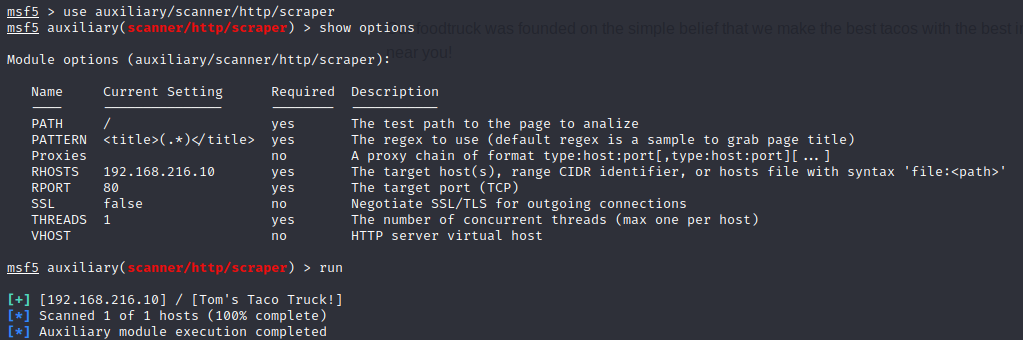 msf5 > use auxiliary/scanner/http/scraper
msf5 auxiliary(scanner/http/scraper) > show options
foodtruck was founded on the simple belief that we make the best tacos with the best i
near you!
Module options (auxiliary/scanner/http/scraper):
Name Current Setting Required Description
---- --------------- -------- -----------
PATH / yes The test path to the page to analize
PATTERN <title>(.*)</title> yes The regex to use (default regex is a sample to grab page title)
Proxies no A proxy chain of format type:host:port[,type:host:port][...]
RHOSTS 192.168.216.10 yes The target host(s), range CIDR identifier, or hosts file with syntax 'file:<path>'
RPORT 80 yes The target port (TCP)
SSL false no Negotiate SSL/TLS for outgoing connections
THREADS 1 yes The number of concurrent threads (max one per host)
VHOST no HTTP server virtual host
msf5 auxiliary(scanner/http/scraper) > run
[+] [192.168.216.10] / [Tom's Taco Truck!]
[*] Scanned 1 of 1 hosts (100% complete)
[*] Auxiliary module execution completed